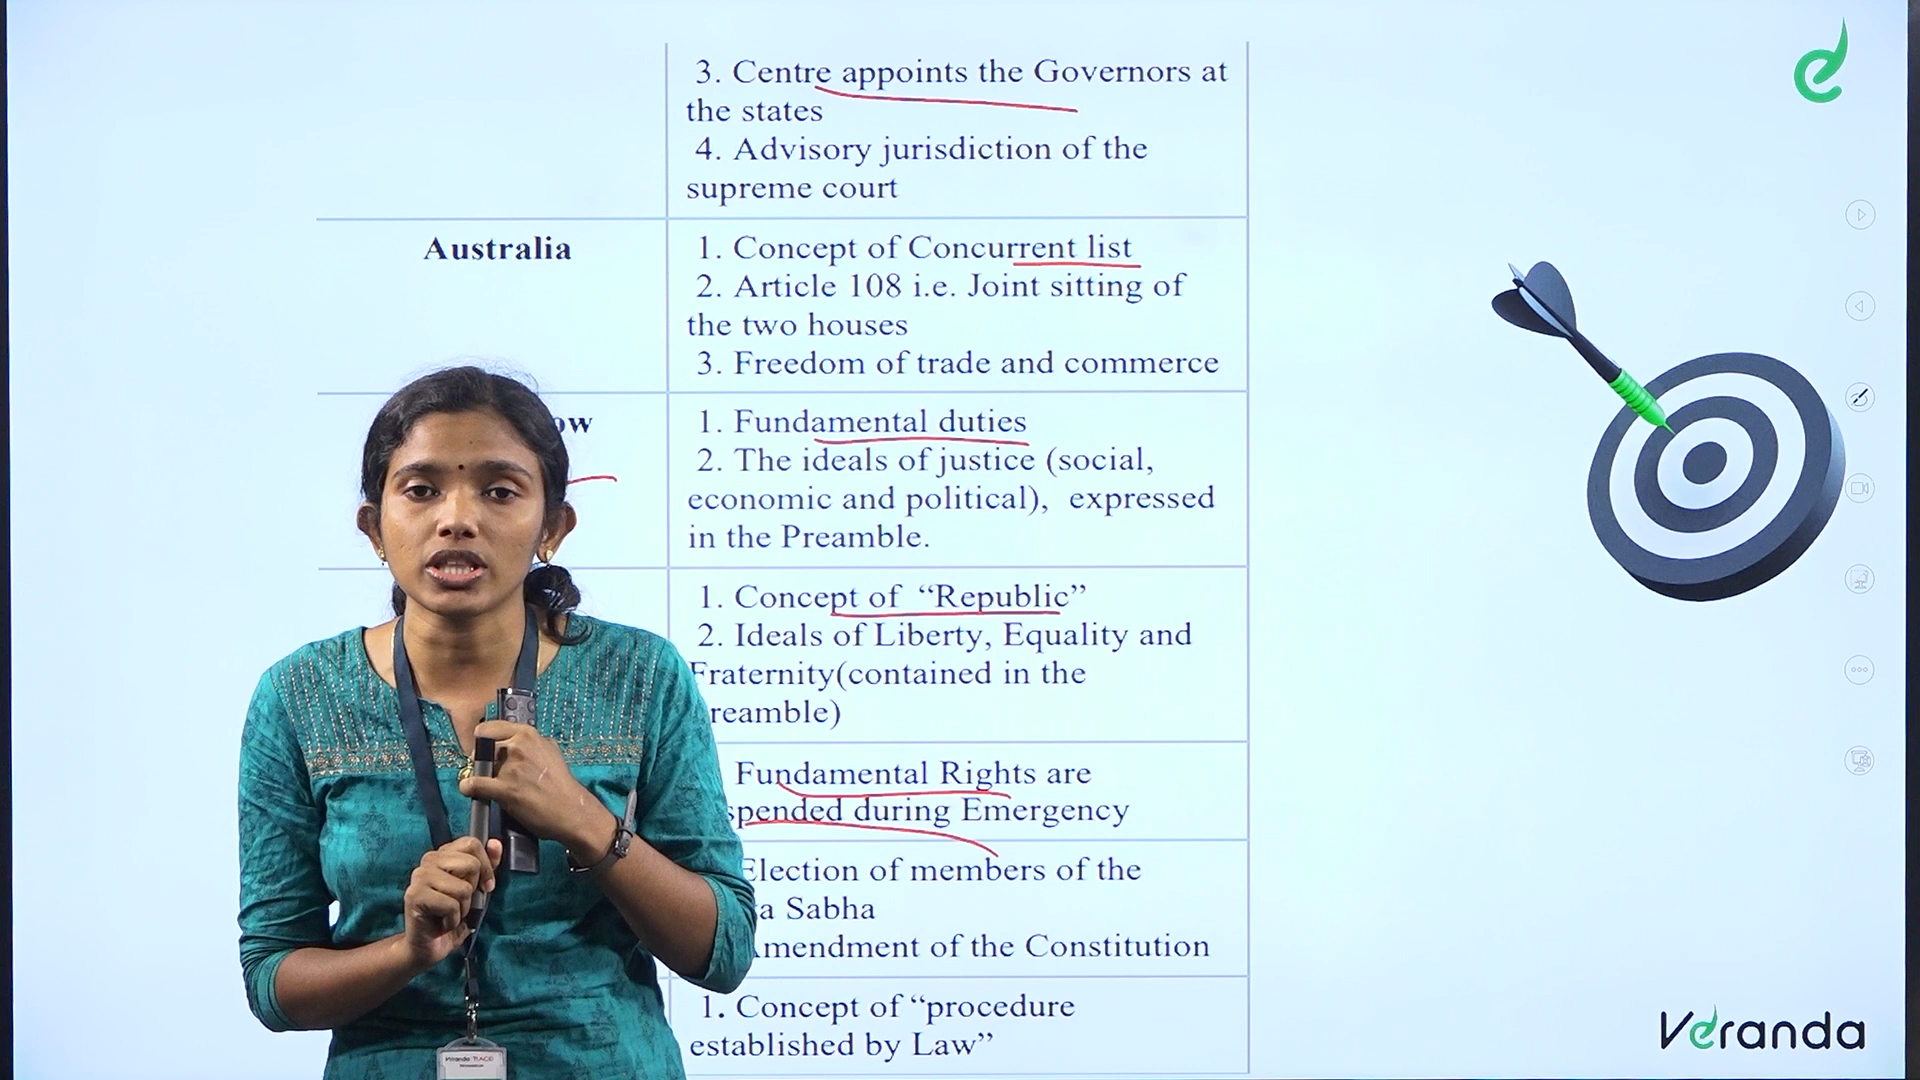 3. Centre appoints the Governors at
the states
4. Advisory jurisdiction of the
supreme court
Australia
1. Concept of Concurrent list
2. Article 108 i.e. Joint sitting of
the two houses
3. Freedom of trade and commerce
1. Fundamental duties
2. The ideals of justice (social,
economic and political), expressed
in the Preamble.
1. Concept of “Republic”
2. Ideals of Liberty, Equality and
Fraternity(contained in the
reamble)
Fundamental Rights are
spended during Emergency
Election of members of the
Sabha
Amendment of the Constitution
1. Concept of “procedure
established by Law”
Veranda
Veranda RACE